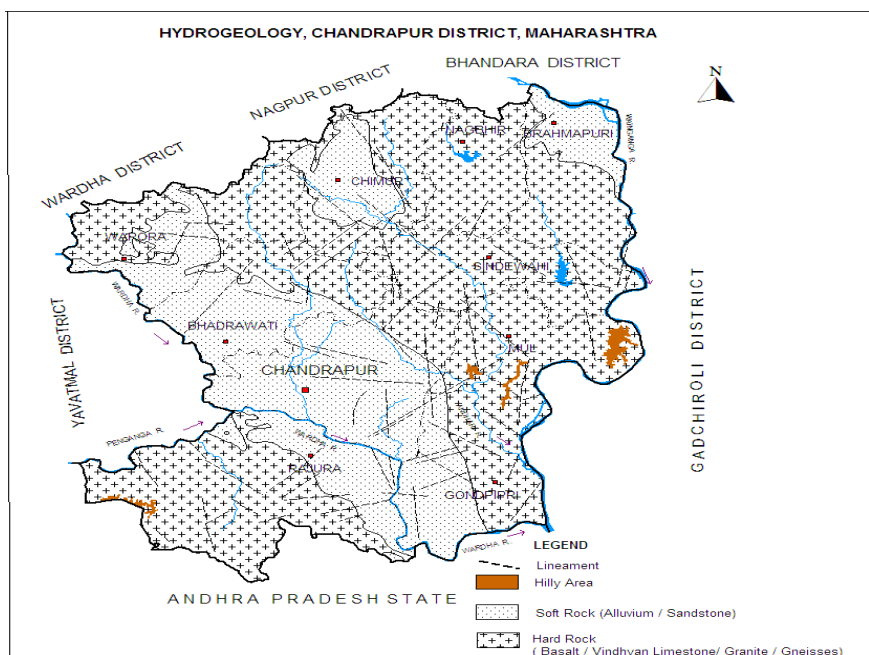 HYDROGEOLOGY, CHANDRAPUR DISTRICT, MAHARASHTRA
BHANDARA DISTRICT
N
NAGPUR DISTRICT
WARDHA DISTRICT
NAGBHIR
BRAHMAPURI
CHIMUR
WARORA
SINDEWAHI
WARDHA R.
BHADRAWATI
MUL
CHANDRAPUR
YAVATMAL DISTRICT
GADCHIROLI DISTRICT
PENGANGA R.
WARDHA R.
RAJURA
GONDPIPRI
WARDHA R.
ANDHRA PRADESH STATE
LEGEND
Lineament
Hilly Area
Soft Rock (Alluvium / Sandstone)
Hard Rock
( Basalt / Vindhyan Limestone/ Granite / Gneisses)